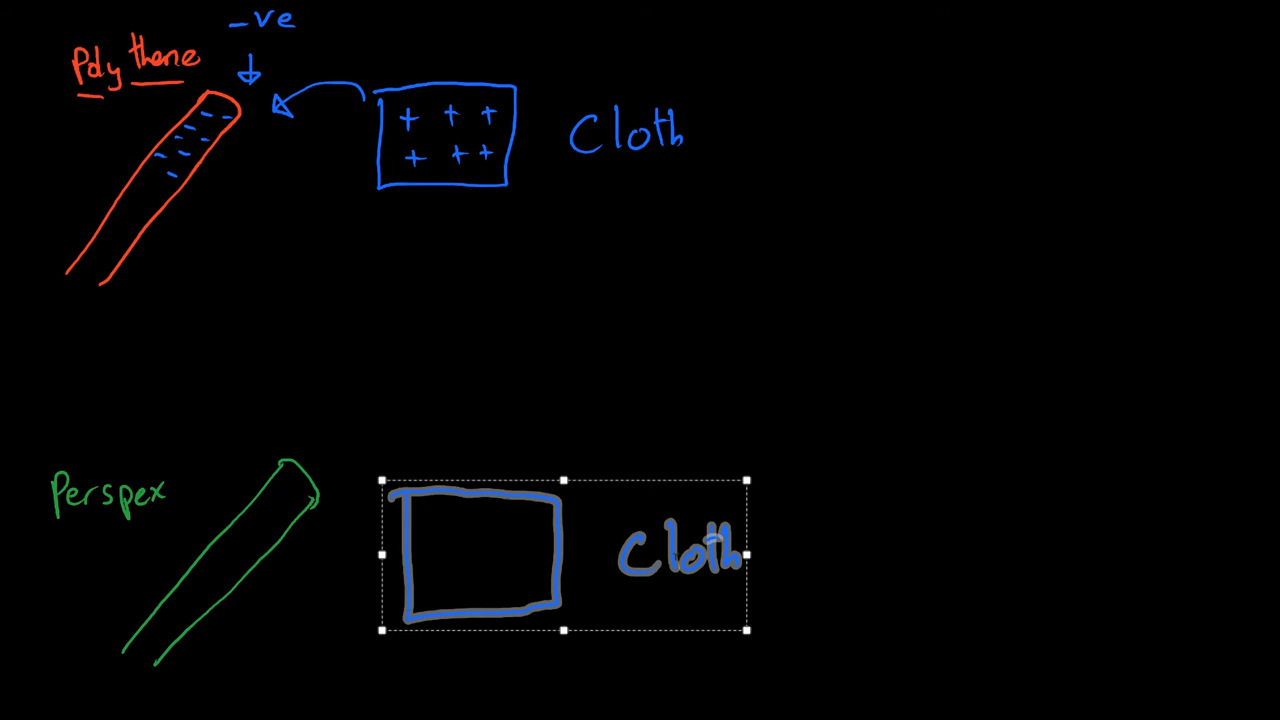 -ve
Polythene
- - - - - - - -
+ + +
+ + +
Cloth
Perspex
Cloth